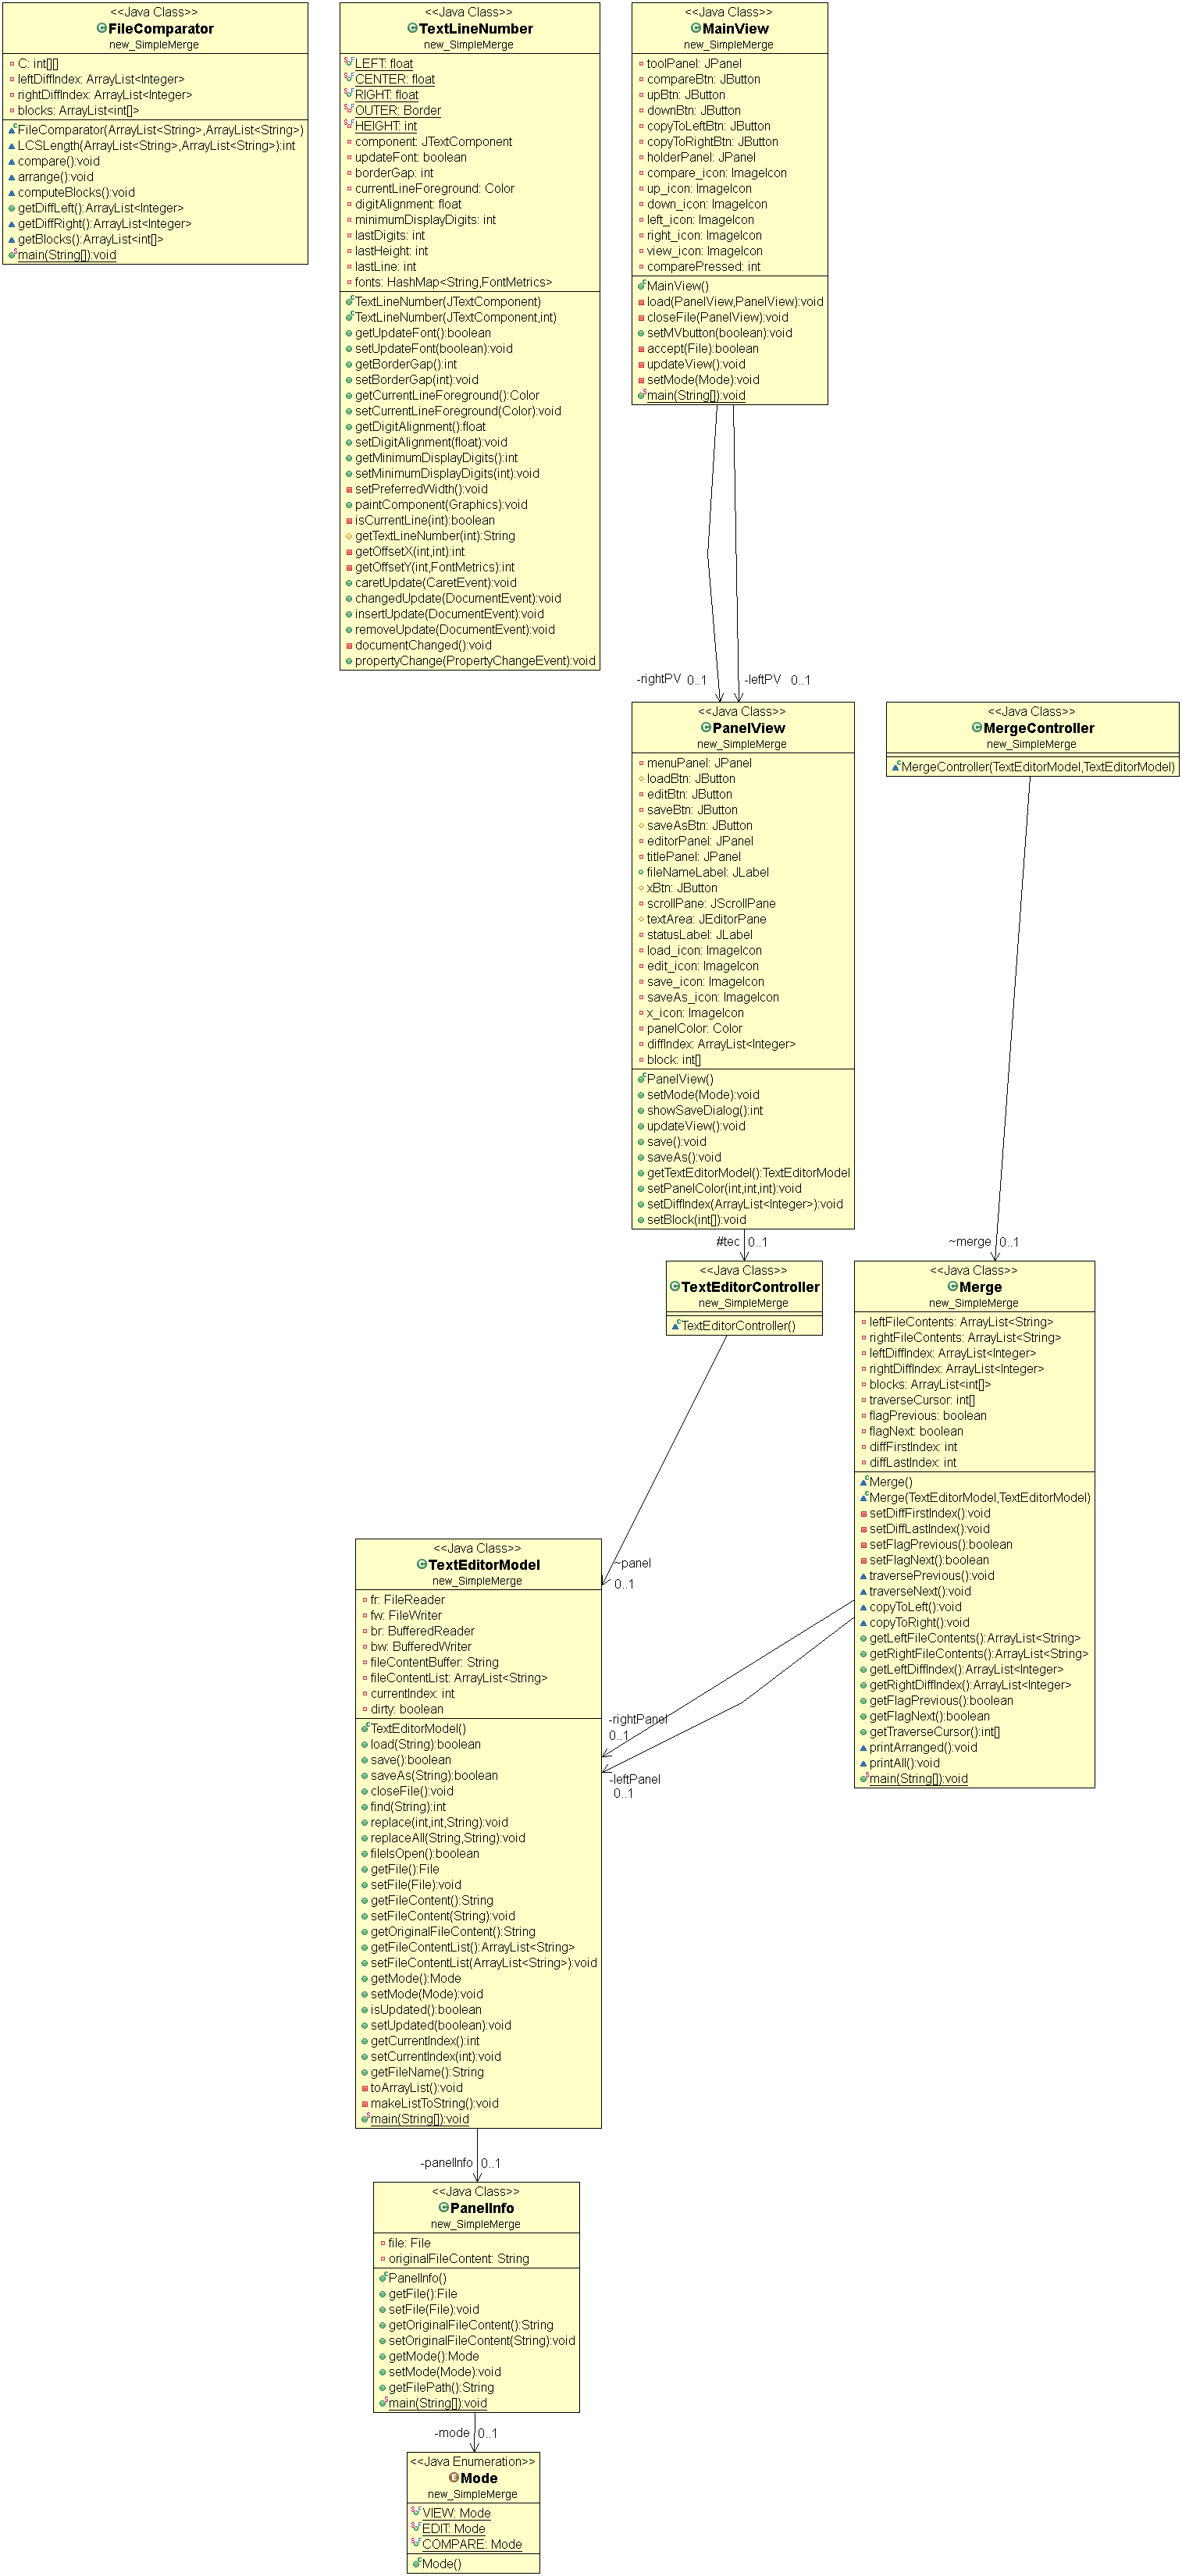 <<Java Class>>
FileComparator
new_SimpleMerge
C: int[][]
leftDiffIndex: ArrayList<Integer>
rightDiffIndex: ArrayList<Integer>
blocks: ArrayList<int[]>
FileComparator(ArrayList<String>,ArrayList<String>)
LCSLength(ArrayList<String>,ArrayList<String>):int
compare():void
arrange():void
computeBlocks():void
getDiffLeft():ArrayList<Integer>
getDiffRight():ArrayList<Integer>
getBlocks():ArrayList<int[]>
main(String[]):void
<<Java Class>>
TextLineNumber
new_SimpleMerge
LEFT: float
CENTER: float
RIGHT: float
OUTER: Border
HEIGHT: int
component: JTextComponent
updateFont: boolean
borderGap: int
currentLineForeground: Color
digitAlignment: float
minimumDisplayDigits: int
lastDigits: int
lastHeight: int
lastLine: int
fonts: HashMap<String,FontMetrics>
TextLineNumber(JTextComponent)
TextLineNumber(JTextComponent,int)
getUpdateFont():boolean
setUpdateFont(boolean):void
getBorderGap():int
setBorderGap(int):void
getCurrentLineForeground():Color
setCurrentLineForeground(Color):void
getDigitAlignment():float
setDigitAlignment(float):void
getMinimumDisplayDigits():int
setMinimumDisplayDigits(int):void
setPreferredWidth():void
paintComponent(Graphics):void
isCurrentLine(int):boolean
getTextLineNumber(int):String
getOffsetX(int,int):int
getOffsetY(int,FontMetrics):int
caretUpdate(CaretEvent):void
changedUpdate(DocumentEvent):void
insertUpdate(DocumentEvent):void
removeUpdate(DocumentEvent):void
documentChanged():void
propertyChange(PropertyChangeEvent):void
<<Java Class>>
MainView
new_SimpleMerge
toolPanel: JPanel
compareBtn: JButton
upBtn: JButton
downBtn: JButton
copyToLeftBtn: JButton
copyToRightBtn: JButton
holderPanel: JPanel
compare_icon: ImageIcon
up_icon: ImageIcon
down_icon: ImageIcon
left_icon: ImageIcon
right_icon: ImageIcon
view_icon: ImageIcon
comparePressed: int
MainView()
load(PanelView,PanelView):void
closeFile(PanelView):void
setMVbutton(boolean):void
accept(File):boolean
updateView():void
setMode(Mode):void
main(String[]):void
-rightPV 0..1
-leftPV 0..1
<<Java Class>>
PanelView
new_SimpleMerge
menuPanel: JPanel
loadBtn: JButton
editBtn: JButton
saveBtn: JButton
saveAsBtn: JButton
editorPanel: JPanel
titlePanel: JPanel
fileNameLabel: JLabel
xBtn: JButton
scrollPane: JScrollPane
textArea: JEditorPane
statusLabel: JLabel
load_icon: ImageIcon
edit_icon: ImageIcon
save_icon: ImageIcon
saveAs_icon: ImageIcon
x_icon: ImageIcon
panelColor: Color
diffIndex: ArrayList<Integer>
block: int[]
PanelView()
setMode(Mode):void
showSaveDialog():int
updateView():void
save():void
saveAs():void
getTextEditorModel():TextEditorModel
setPanelColor(int,int,int):void
setDiffIndex(ArrayList<Integer>):void
setBlock(int[]):void
<<Java Class>>
MergeController
new_SimpleMerge
MergeController(TextEditorModel,TextEditorModel)
#tec 0..1
~merge 0..1
<<Java Class>>
TextEditorController
new_SimpleMerge
TextEditorController()
<<Java Class>>
Merge
new_SimpleMerge
leftFileContents: ArrayList<String>
rightFileContents: ArrayList<String>
leftDiffIndex: ArrayList<Integer>
rightDiffIndex: ArrayList<Integer>
blocks: ArrayList<int[]>
traverseCursor: int[]
flagPrevious: boolean
flagNext: boolean
diffFirstIndex: int
diffLastIndex: int
Merge()
Merge(TextEditorModel,TextEditorModel)
setDiffFirstIndex():void
setDiffLastIndex():void
setFlagPrevious():boolean
setFlagNext():boolean
traversePrevious():void
traverseNext():void
copyToLeft():void
copyToRight():void
getLeftFileContents():ArrayList<String>
getRightFileContents():ArrayList<String>
getLeftDiffIndex():ArrayList<Integer>
getRightDiffIndex():ArrayList<Integer>
getFlagPrevious():boolean
getFlagNext():boolean
getTraverseCursor():int[]
printArranged():void
printAll():void
main(String[]):void
~panel
0..1
-rightPanel
0..1
-leftPanel
0..1
<<Java Class>>
TextEditorModel
new_SimpleMerge
fr: FileReader
fw: FileWriter
br: BufferedReader
bw: BufferedWriter
fileContentBuffer: String
fileContentList: ArrayList<String>
currentIndex: int
dirty: boolean
TextEditorModel()
load(String):boolean
save():boolean
saveAs(String):boolean
closeFile():void
find(String):int
replace(int,int,String):void
replaceAll(String,String):void
fileIsOpen():boolean
getFile():File
setFile(File):void
getFileContent():String
setFileContent(String):void
getOriginalFileContent():String
getFileContentList():ArrayList<String>
setFileContentList(ArrayList<String>):void
getMode():Mode
setMode(Mode):void
isUpdated():boolean
setUpdated(boolean):void
getCurrentIndex():int
setCurrentIndex(int):void
getFileName():String
toArrayList():void
makeListToString():void
main(String[]):void
-panelInfo 0..1
<<Java Class>>
PanelInfo
new_SimpleMerge
file: File
originalFileContent: String
PanelInfo()
getFile():File
setFile(File):void
getOriginalFileContent():String
setOriginalFileContent(String):void
getMode():Mode
setMode(Mode):void
getFilePath():String
main(String[]):void
-mode 0..1
<<Java Enumeration>>
Mode
new_SimpleMerge
VIEW: Mode
EDIT: Mode
COMPARE: Mode
Mode()